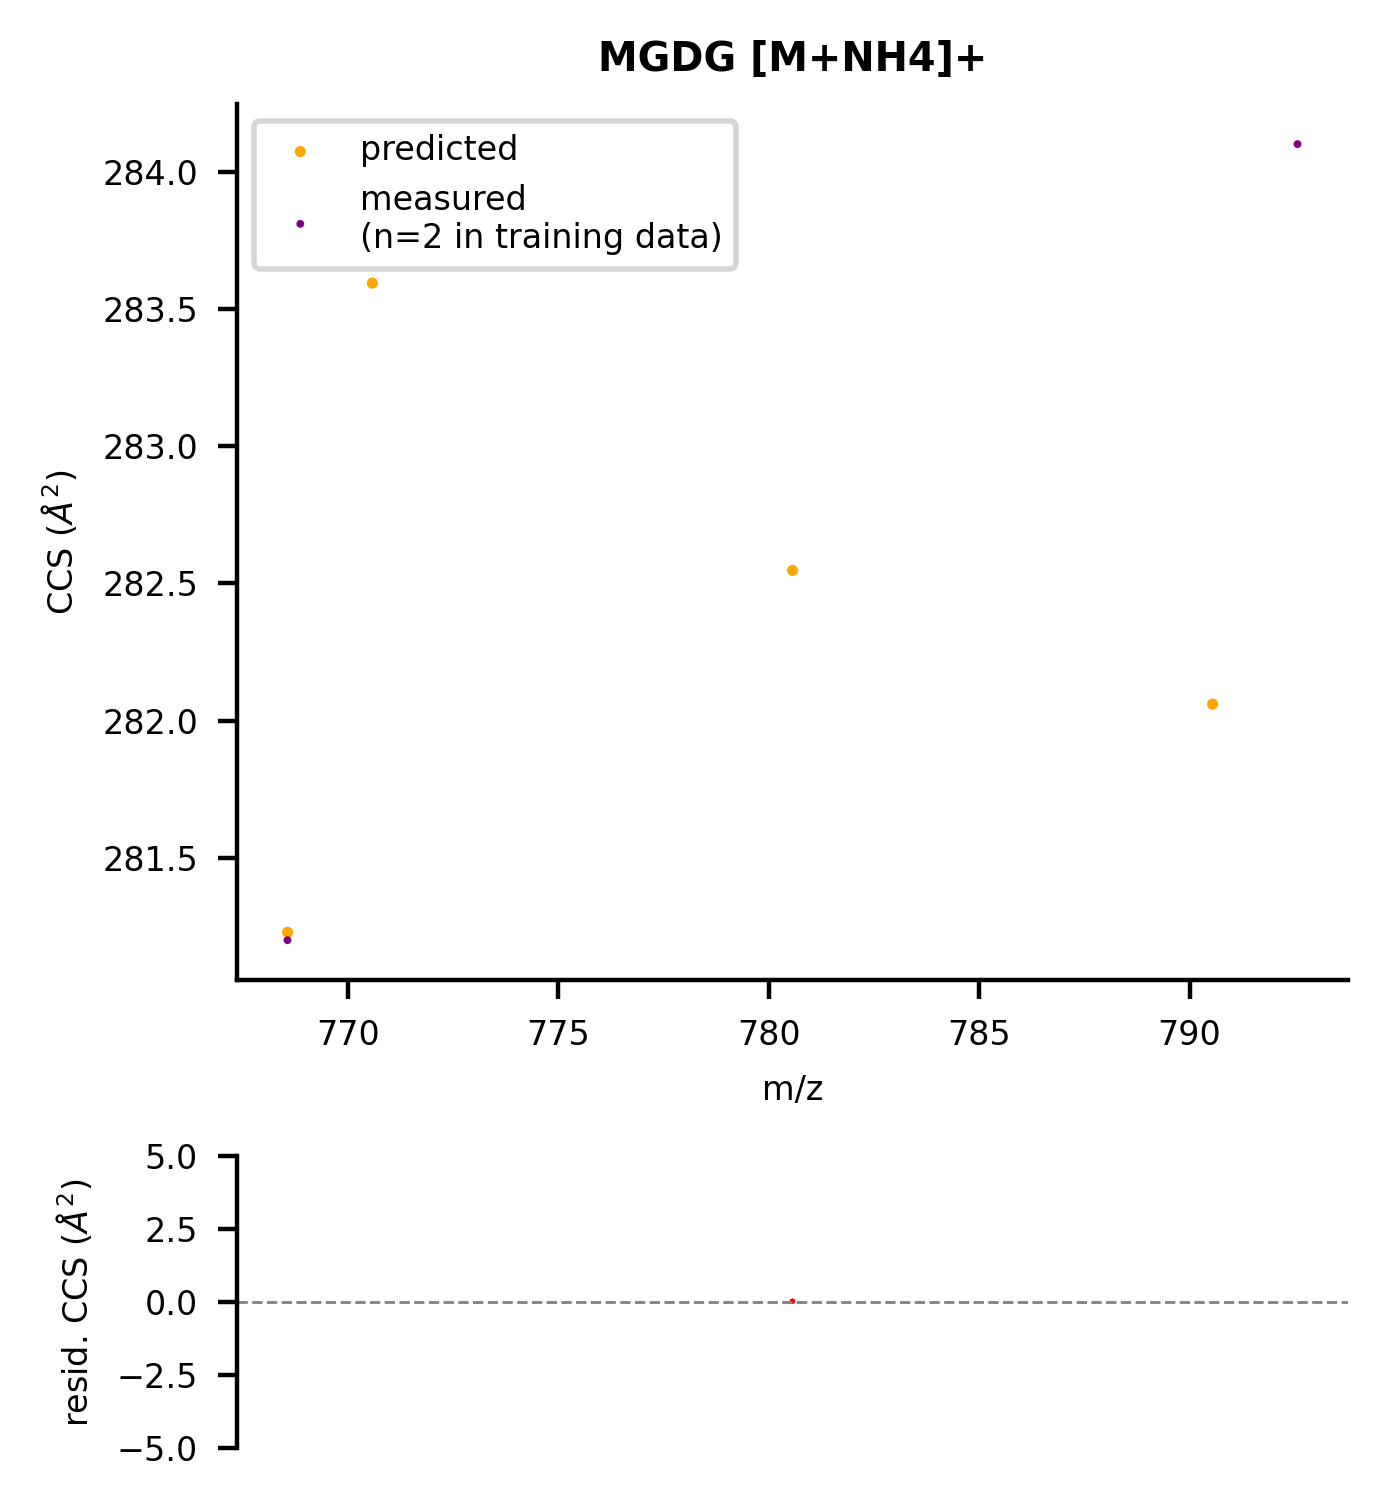 MGDG [M+NH4]+
predicted
measured
(n=2 in training data)
284.0
283.5
283.0
282.5
282.0
281.5
CCS (Å²)
770 775 780 785 790
m/z
5.0
2.5
0.0
−2.5
−5.0
resid. CCS (Å²)